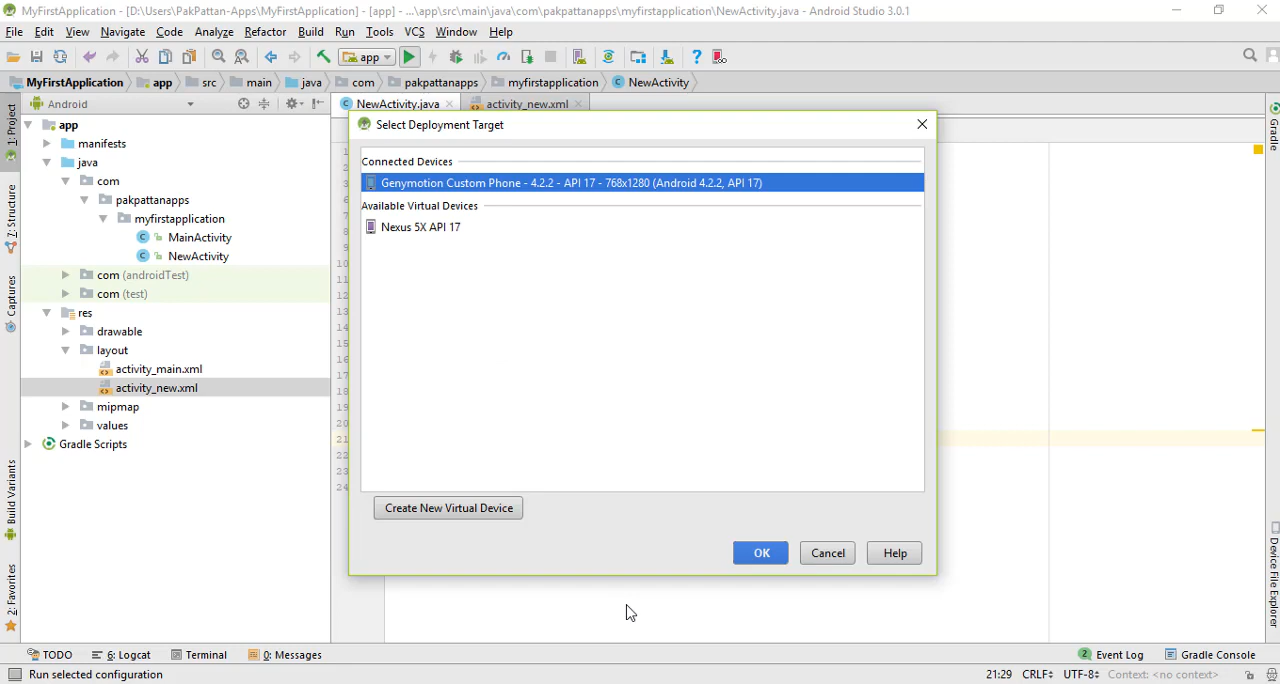 MyFirstApplication - [D:\Users\PakPattan-Apps\MyFirstApplication] - [app] - ...\app\src\main\java\com\pakpattanapps\myfirstapplication\NewActivity.java - Android Studio 3.0.1
File Edit View Navigate Code Analyze Refactor Build Run Tools VCS Window Help
app
MyFirstApplication app src main java com pakpattanapps myfirstapplication NewActivity
Android
NewActivity.java activity_new.xml
1: Project
Z: Structure
Captures
Build Variants
2: Favorites
app
manifests
java
com
pakpattanapps
myfirstapplication
MainActivity
NewActivity
com (androidTest)
com (test)
res
drawable
layout
activity_main.xml
activity_new.xml
mipmap
values
Gradle Scripts
Select Deployment Target
Connected Devices
Genymotion Custom Phone - 4.2.2 - API 17 - 768x1280 (Android 4.2.2, API 17)
Available Virtual Devices
Nexus 5X API 17
Create New Virtual Device
OK Cancel Help
Gradle
Device File Explorer
TODO 6: Logcat Terminal 0: Messages 2 Event Log Gradle Console
Run selected configuration 21:29 CRLF UTF-8 Context: <no context>